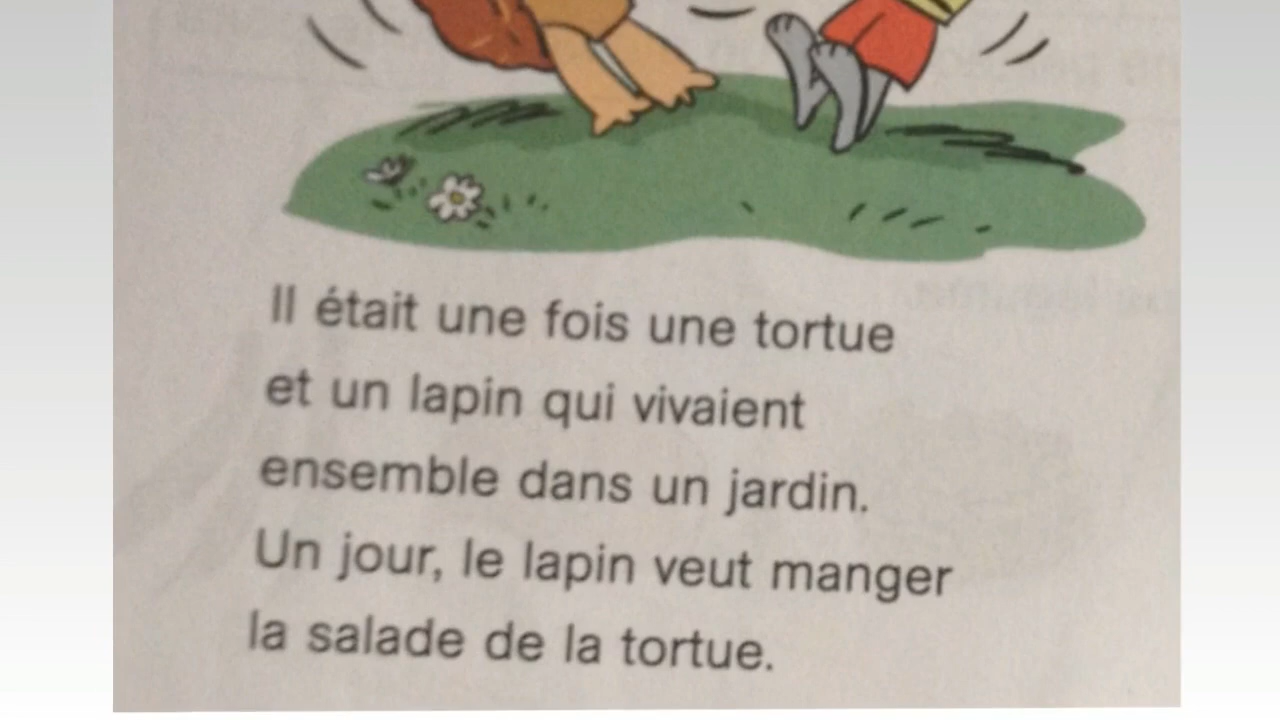 Il était une fois une tortue
et un lapin qui vivaient
ensemble dans un jardin.
Un jour, le lapin veut manger
la salade de la tortue.